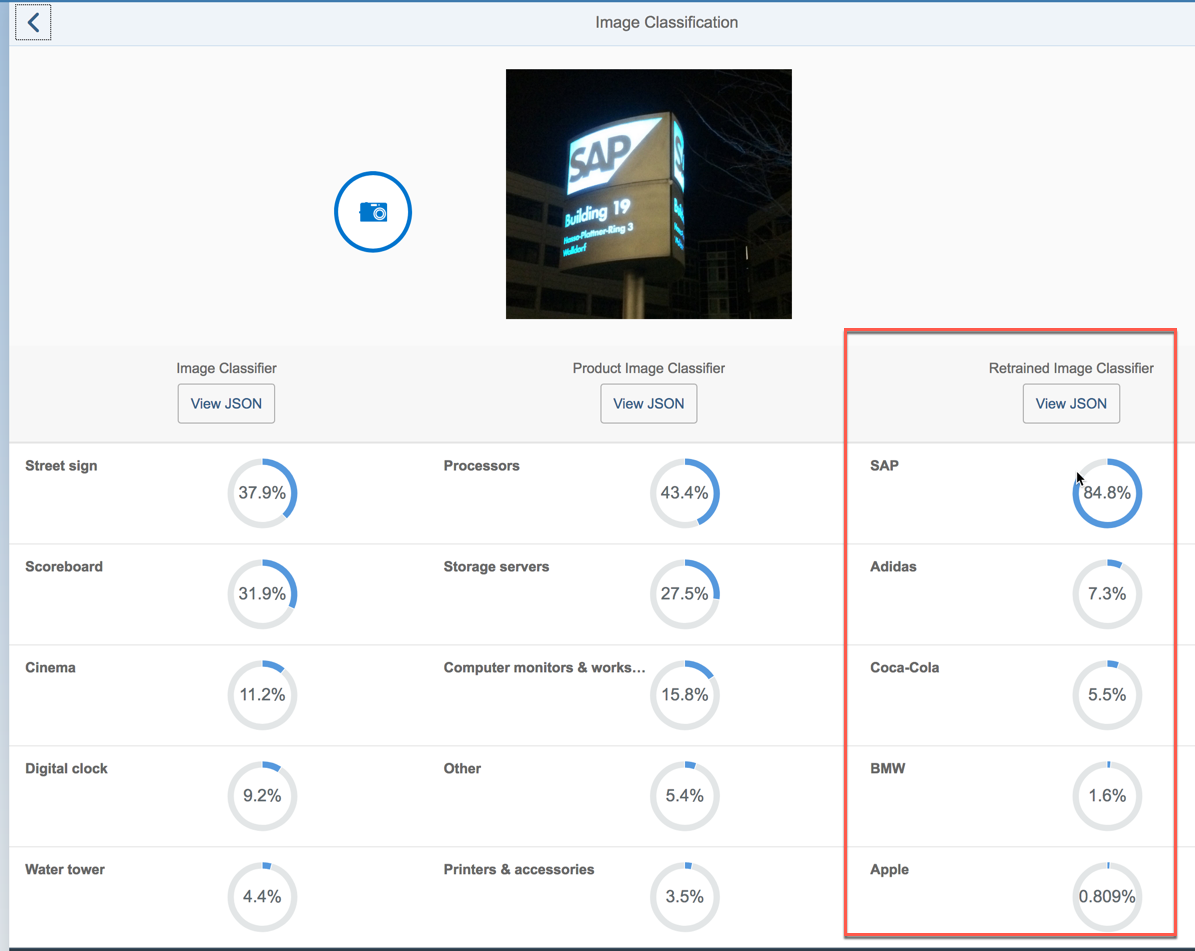 Image Classification
SAP
Building 19
Hasso-Plattner-Ring 3
Walldorf
Image Classifier
Product Image Classifier
Retrained Image Classifier
View JSON
View JSON
View JSON
Street sign
37.9%
Processors
43.4%
SAP
84.8%
Scoreboard
31.9%
Storage servers
27.5%
Adidas
7.3%
Cinema
11.2%
Computer monitors & works...
15.8%
Coca-Cola
5.5%
Digital clock
9.2%
Other
5.4%
BMW
1.6%
Water tower
4.4%
Printers & accessories
3.5%
Apple
0.809%